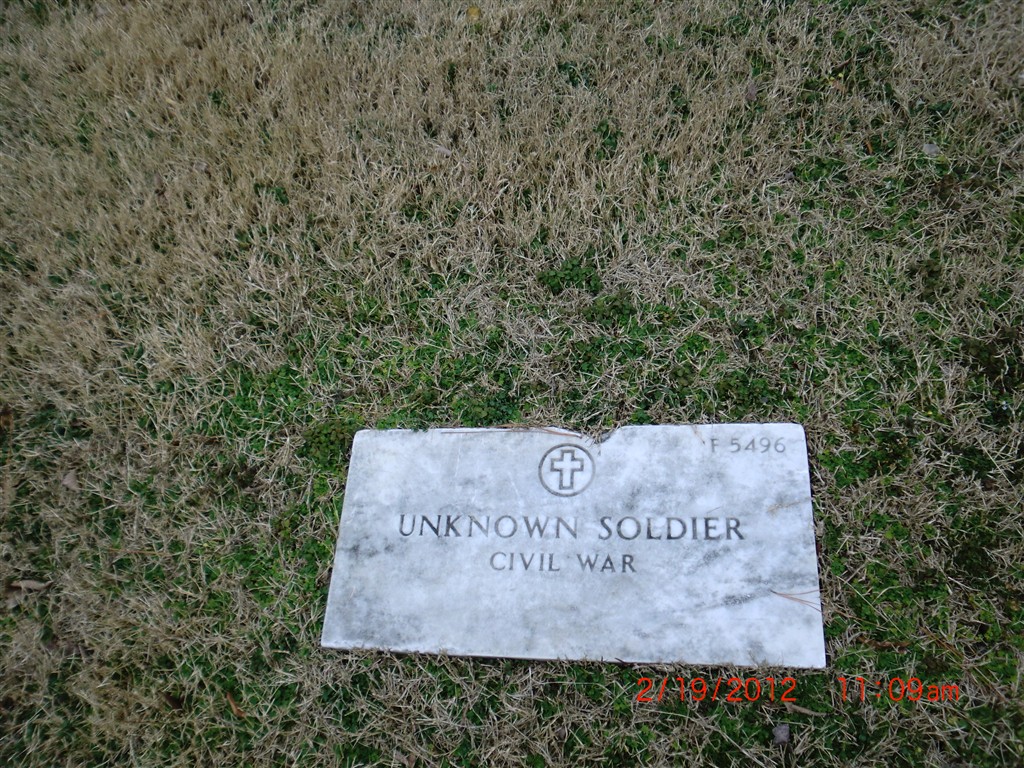 F 5496
UNKNOWN SOLDIER
CIVIL WAR
2/19/2012 11:09am